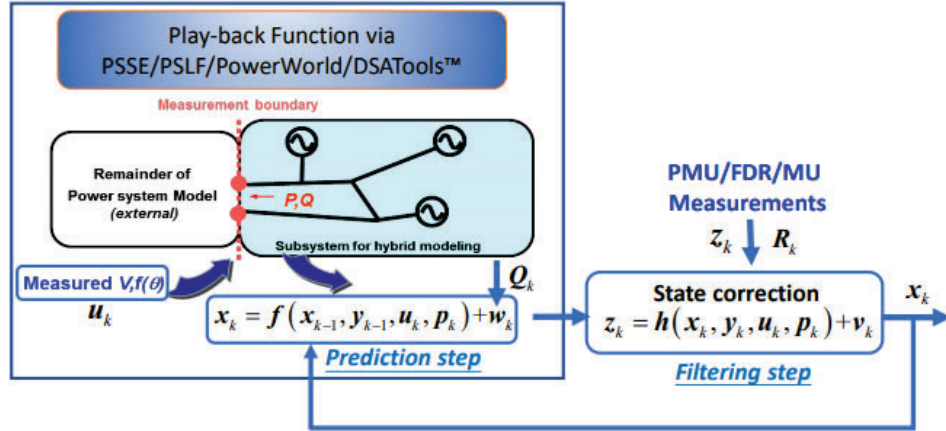 Play-back Function via
PSSE/PSLF/PowerWorld/DSATools™
Measurement boundary
Remainder of
Power system Model
(external)
P,Q
Subsystem for hybrid modeling
Measured V,f(θ)
u_k
Q_k
x_k = f(x_{k-1}, y_{k-1}, u_k, p_k)+w_k
Prediction step
PMU/FDR/MU
Measurements
z_k R_k
State correction
z_k = h(x_k, y_k, u_k, p_k)+v_k
Filtering step
x_k